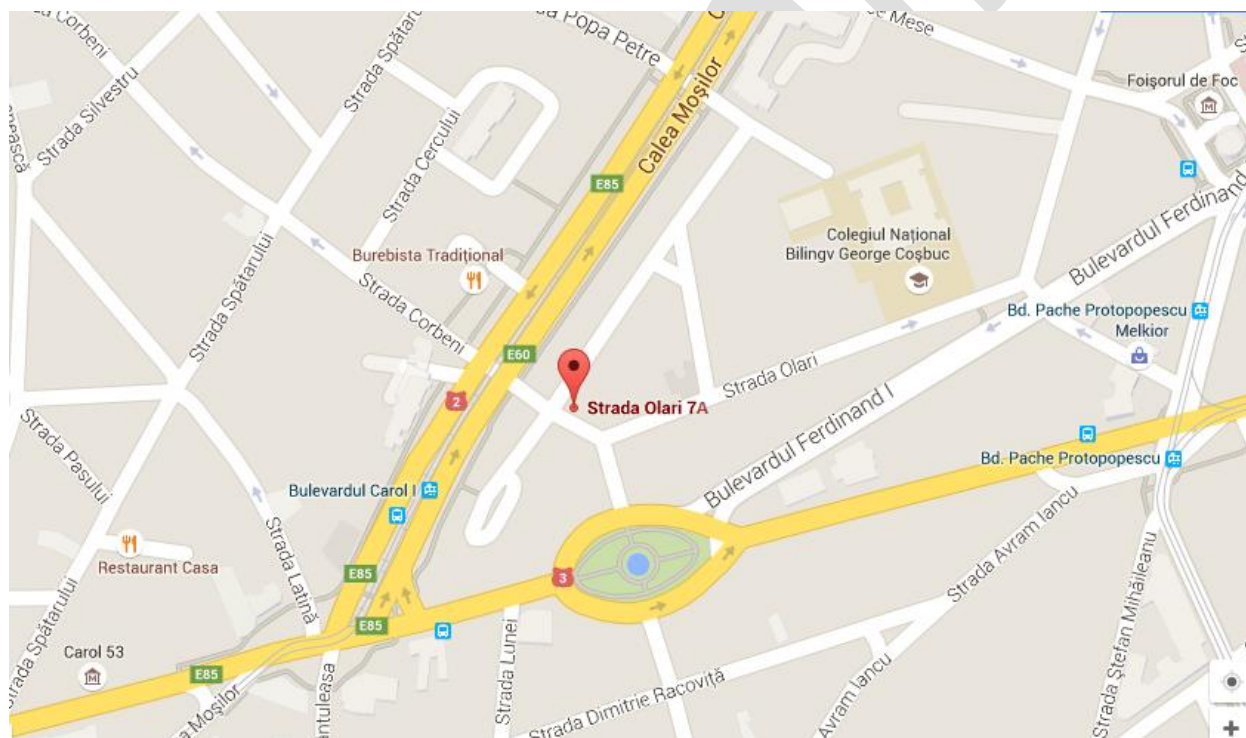 Corbeni
Popa Petre
de Mese
Strada Silvestru
Strada Spătarului
Strada Cercului
Foișorul de Foc
Calea Moșilor
E85
Colegiul Național
Bilingv George Coșbuc
Burebista Tradițional
Bulevardul Ferdinand
Strada Spătarului
Strada Corbeni
Bd. Pache Protopopescu
Melkior
E60
Strada Olari
2
Strada Olari 7A
Strada Pasului
Bulevardul Ferdinand I
Bd. Pache Protopopescu
Bulevardul Carol I
Strada Avram Iancu
Restaurant Casa
Strada Latină
E85
3
Strada Ștefan Mihăileanu
E85
Strada Lunei
Strada Spătarului
Carol 53
E85
Moșilor
Strada Dimitrie Racoviță
Avram Iancu
+